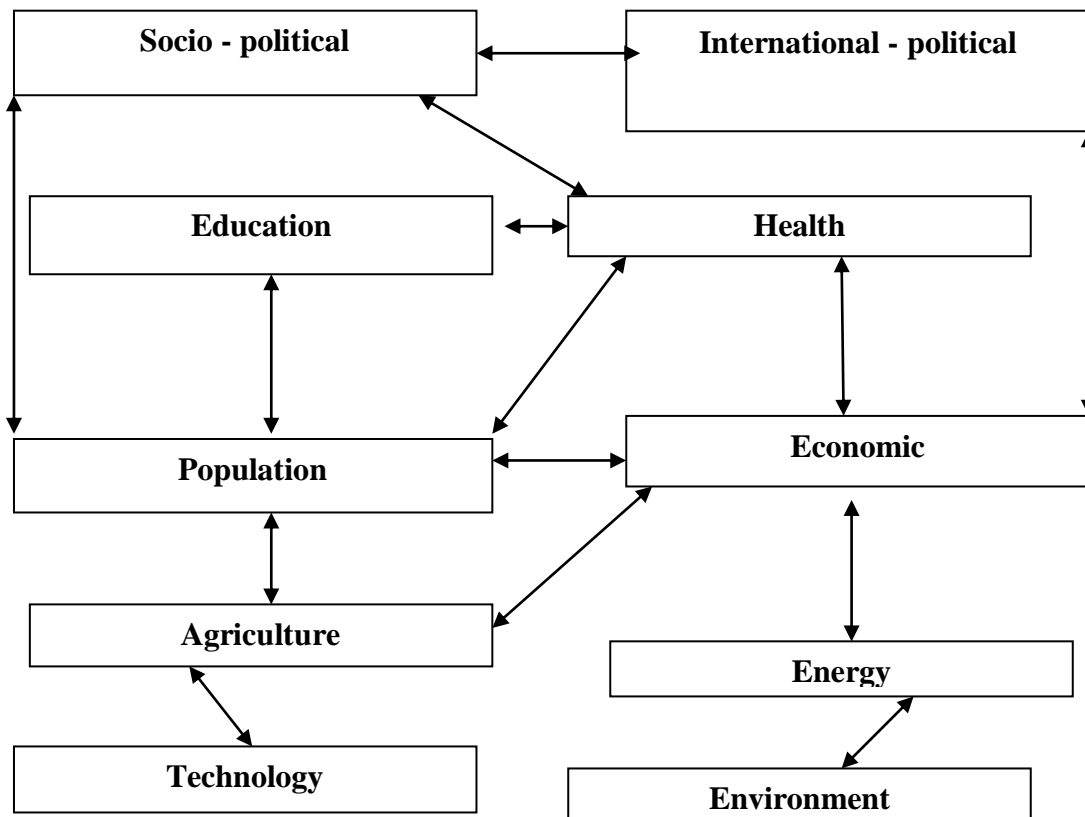 Socio - political
International - political
Education
Health
Population
Economic
Agriculture
Energy
Technology
Environment